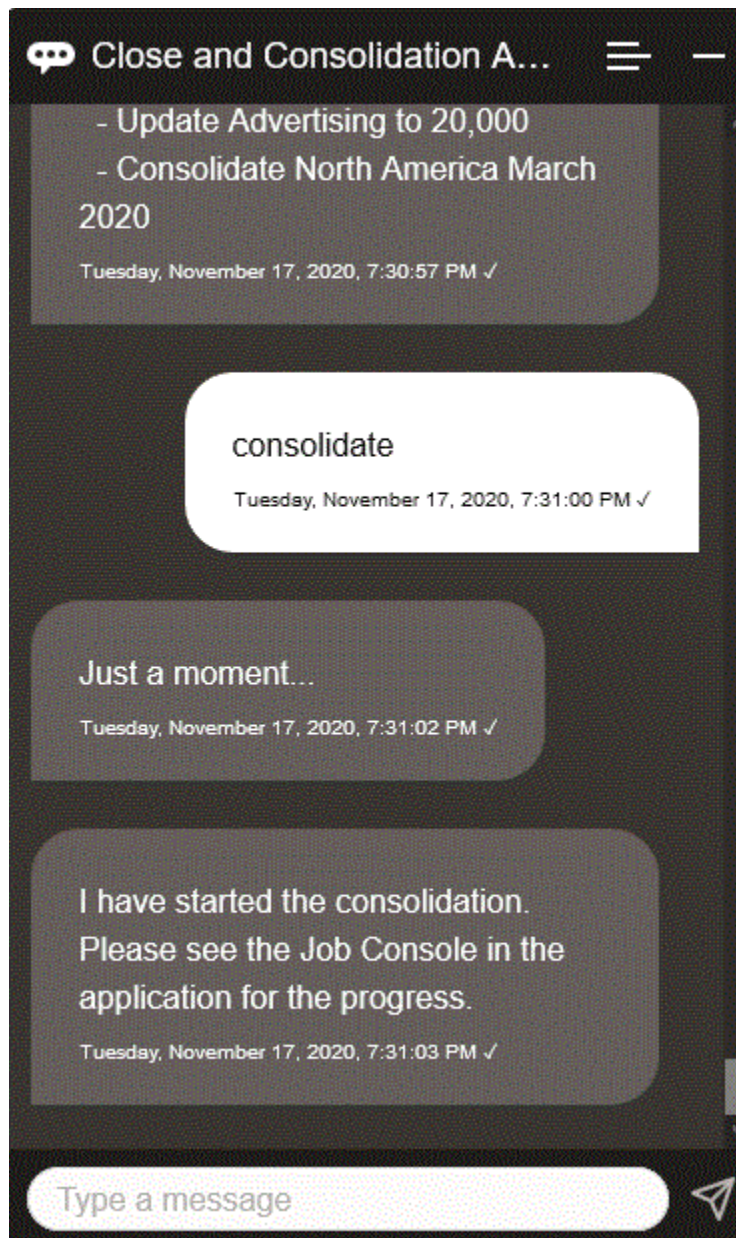 Close and Consolidation A...
- Update Advertising to 20,000
- Consolidate North America March
2020
Tuesday, November 17, 2020, 7:30:57 PM ✓
consolidate
Tuesday, November 17, 2020, 7:31:00 PM ✓
Just a moment...
Tuesday, November 17, 2020, 7:31:02 PM ✓
I have started the consolidation.
Please see the Job Console in the
application for the progress.
Tuesday, November 17, 2020, 7:31:03 PM ✓
Type a message